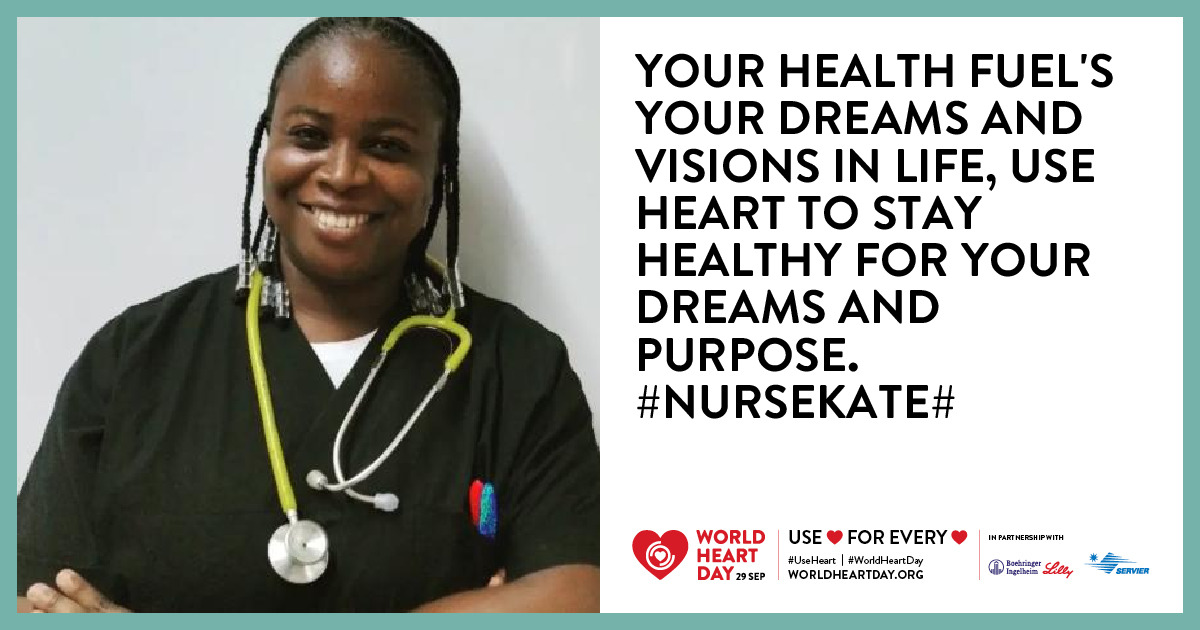 YOUR HEALTH FUEL'S
YOUR DREAMS AND
VISIONS IN LIFE, USE
HEART TO STAY
HEALTHY FOR YOUR
DREAMS AND
PURPOSE.
#NURSEKATE#
WORLD
HEART
DAY 29 SEP
USE ❤ FOR EVERY ❤
#UseHeart | #WorldHeartDay
WORLDHEARTDAY.ORG
IN PARTNERSHIP WITH
Boehringer
Ingelheim
Lilly
SERVIER